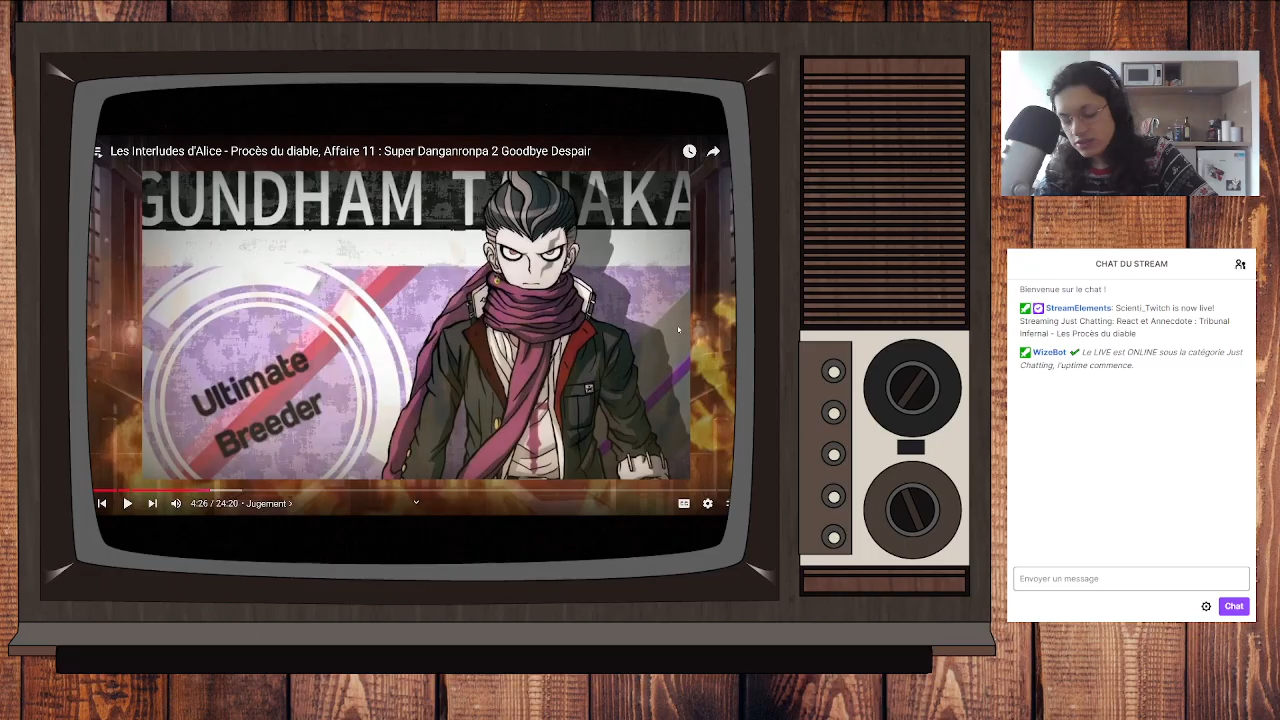 Les Interludes d'Alice - Procès du diable, Affaire 11 : Super Danganronpa 2 Goodbye Despair
GUNDHAM T NAKA
Ultimate
Breeder
4:26 / 24:20 · Jugement ›
CHAT DU STREAM
Bienvenue sur le chat !
StreamElements: Scienti_Twitch is now live!
Streaming Just Chatting: React et Annecdote : Tribunal
Infernal - Les Procès du diable
WizeBot Le LIVE est ONLINE sous la catégorie Just
Chatting, l'uptime commence.
Envoyer un message
Chat